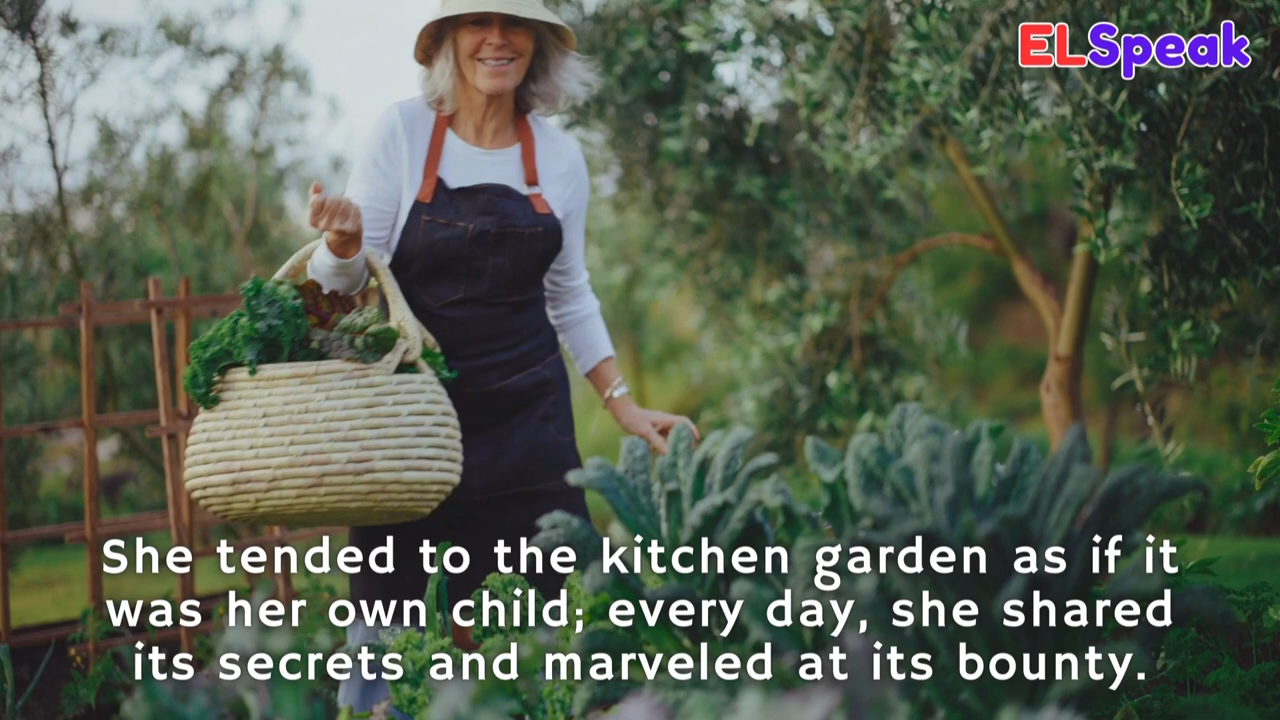 ELSpeak
She tended to the kitchen garden as if it
was her own child; every day, she shared
its secrets and marveled at its bounty.